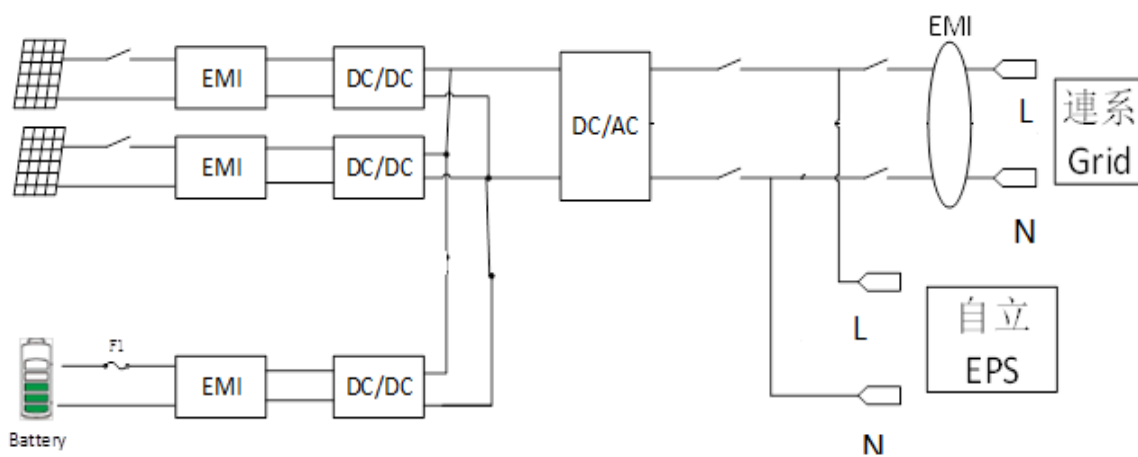 EMI
EMI
DC/DC
DC/AC
L
連系
Grid
EMI
DC/DC
N
L
自立
EPS
F1
EMI
DC/DC
N
Battery